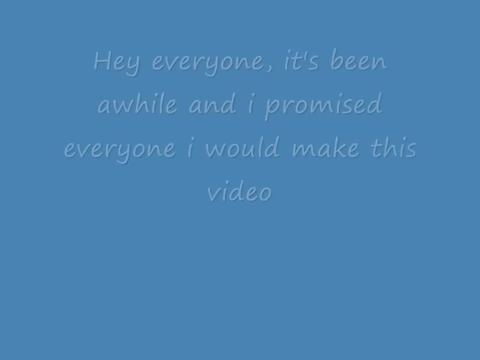 Hey everyone, it's been
awhile and i promised
everyone i would make this
video